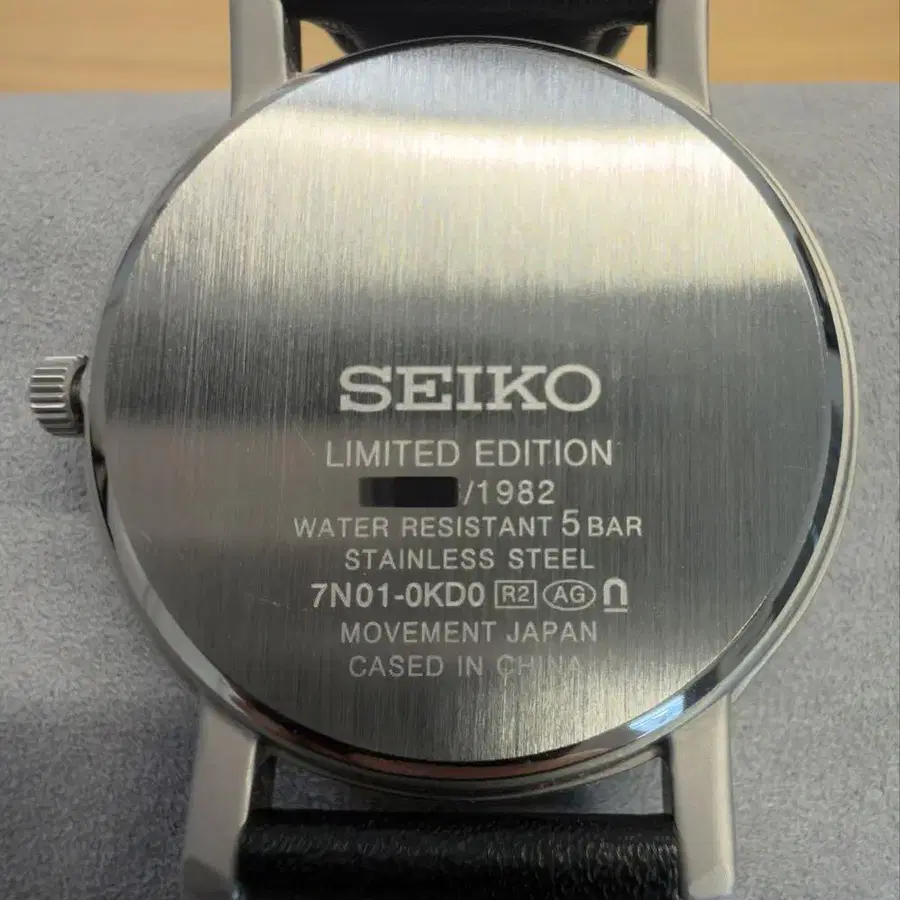 SEIKO
LIMITED EDITION
/1982
WATER RESISTANT 5 BAR
STAINLESS STEEL
7N01-0KD0 R2 AG
MOVEMENT JAPAN
CASED IN CHINA